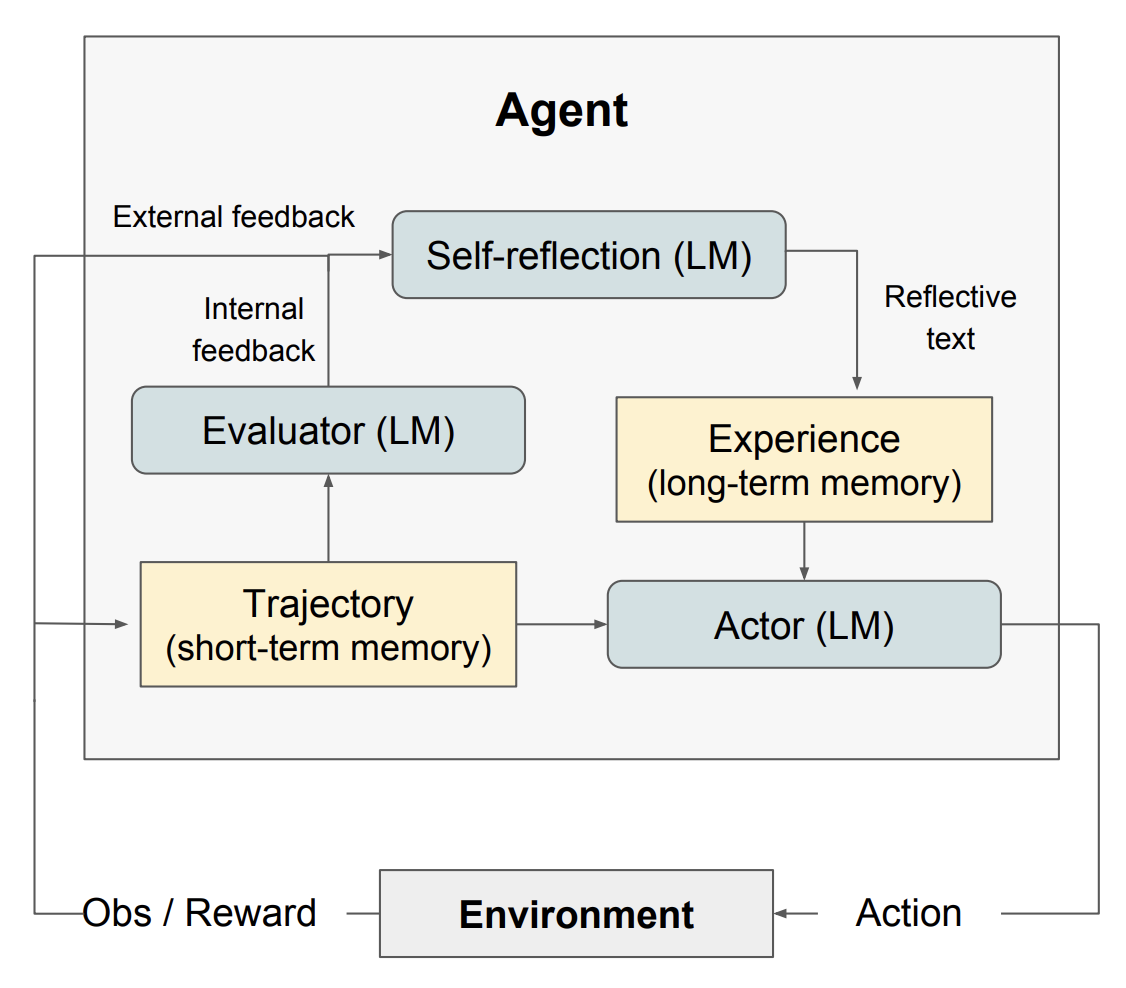 Agent
External feedback
Self-reflection (LM)
Internal
feedback
Reflective
text
Evaluator (LM)
Experience
(long-term memory)
Trajectory
(short-term memory)
Actor (LM)
Obs / Reward
Environment
Action